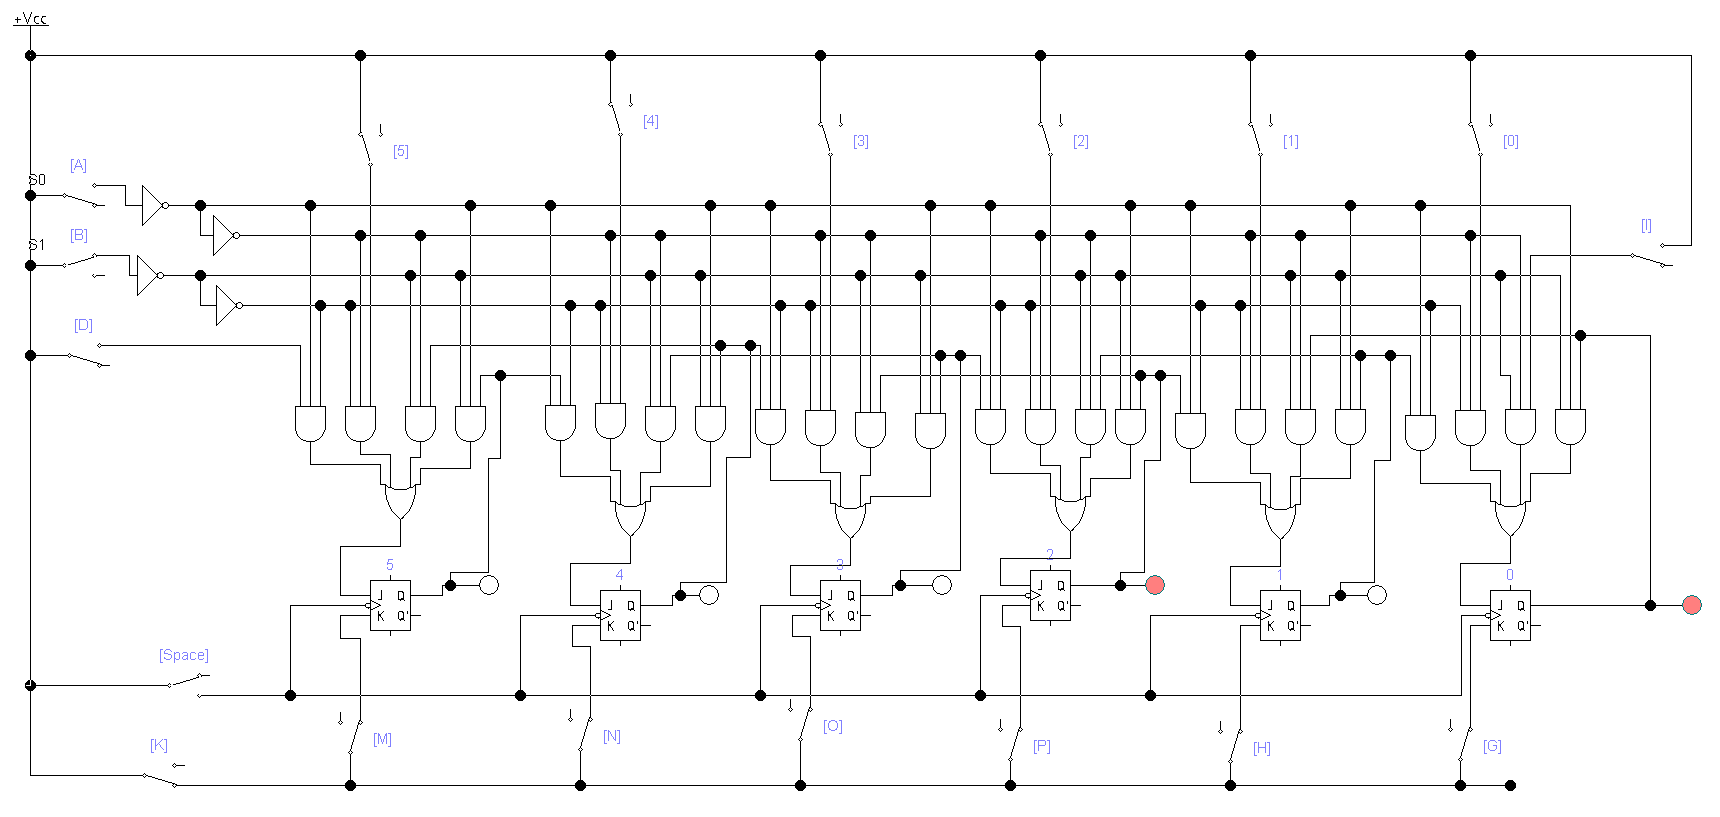 +Vcc
[5]
[4]
[3]
[2]
[1]
[0]
S0
[A]
S1
[B]
[I]
[D]
5
J Q
K Q'
4
J Q
K Q'
3
J Q
K Q'
2
J Q
K Q'
1
J Q
K Q'
0
J Q
K Q'
[Space]
[K]
[M]
[N]
[O]
[P]
[H]
[G]